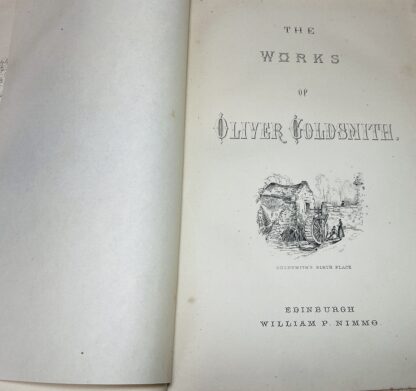 THE
WORKS
OF
OLIVER GOLDSMITH.
GOLDSMITH'S BIRTH PLACE
EDINBURGH
WILLIAM P. NIMMO.